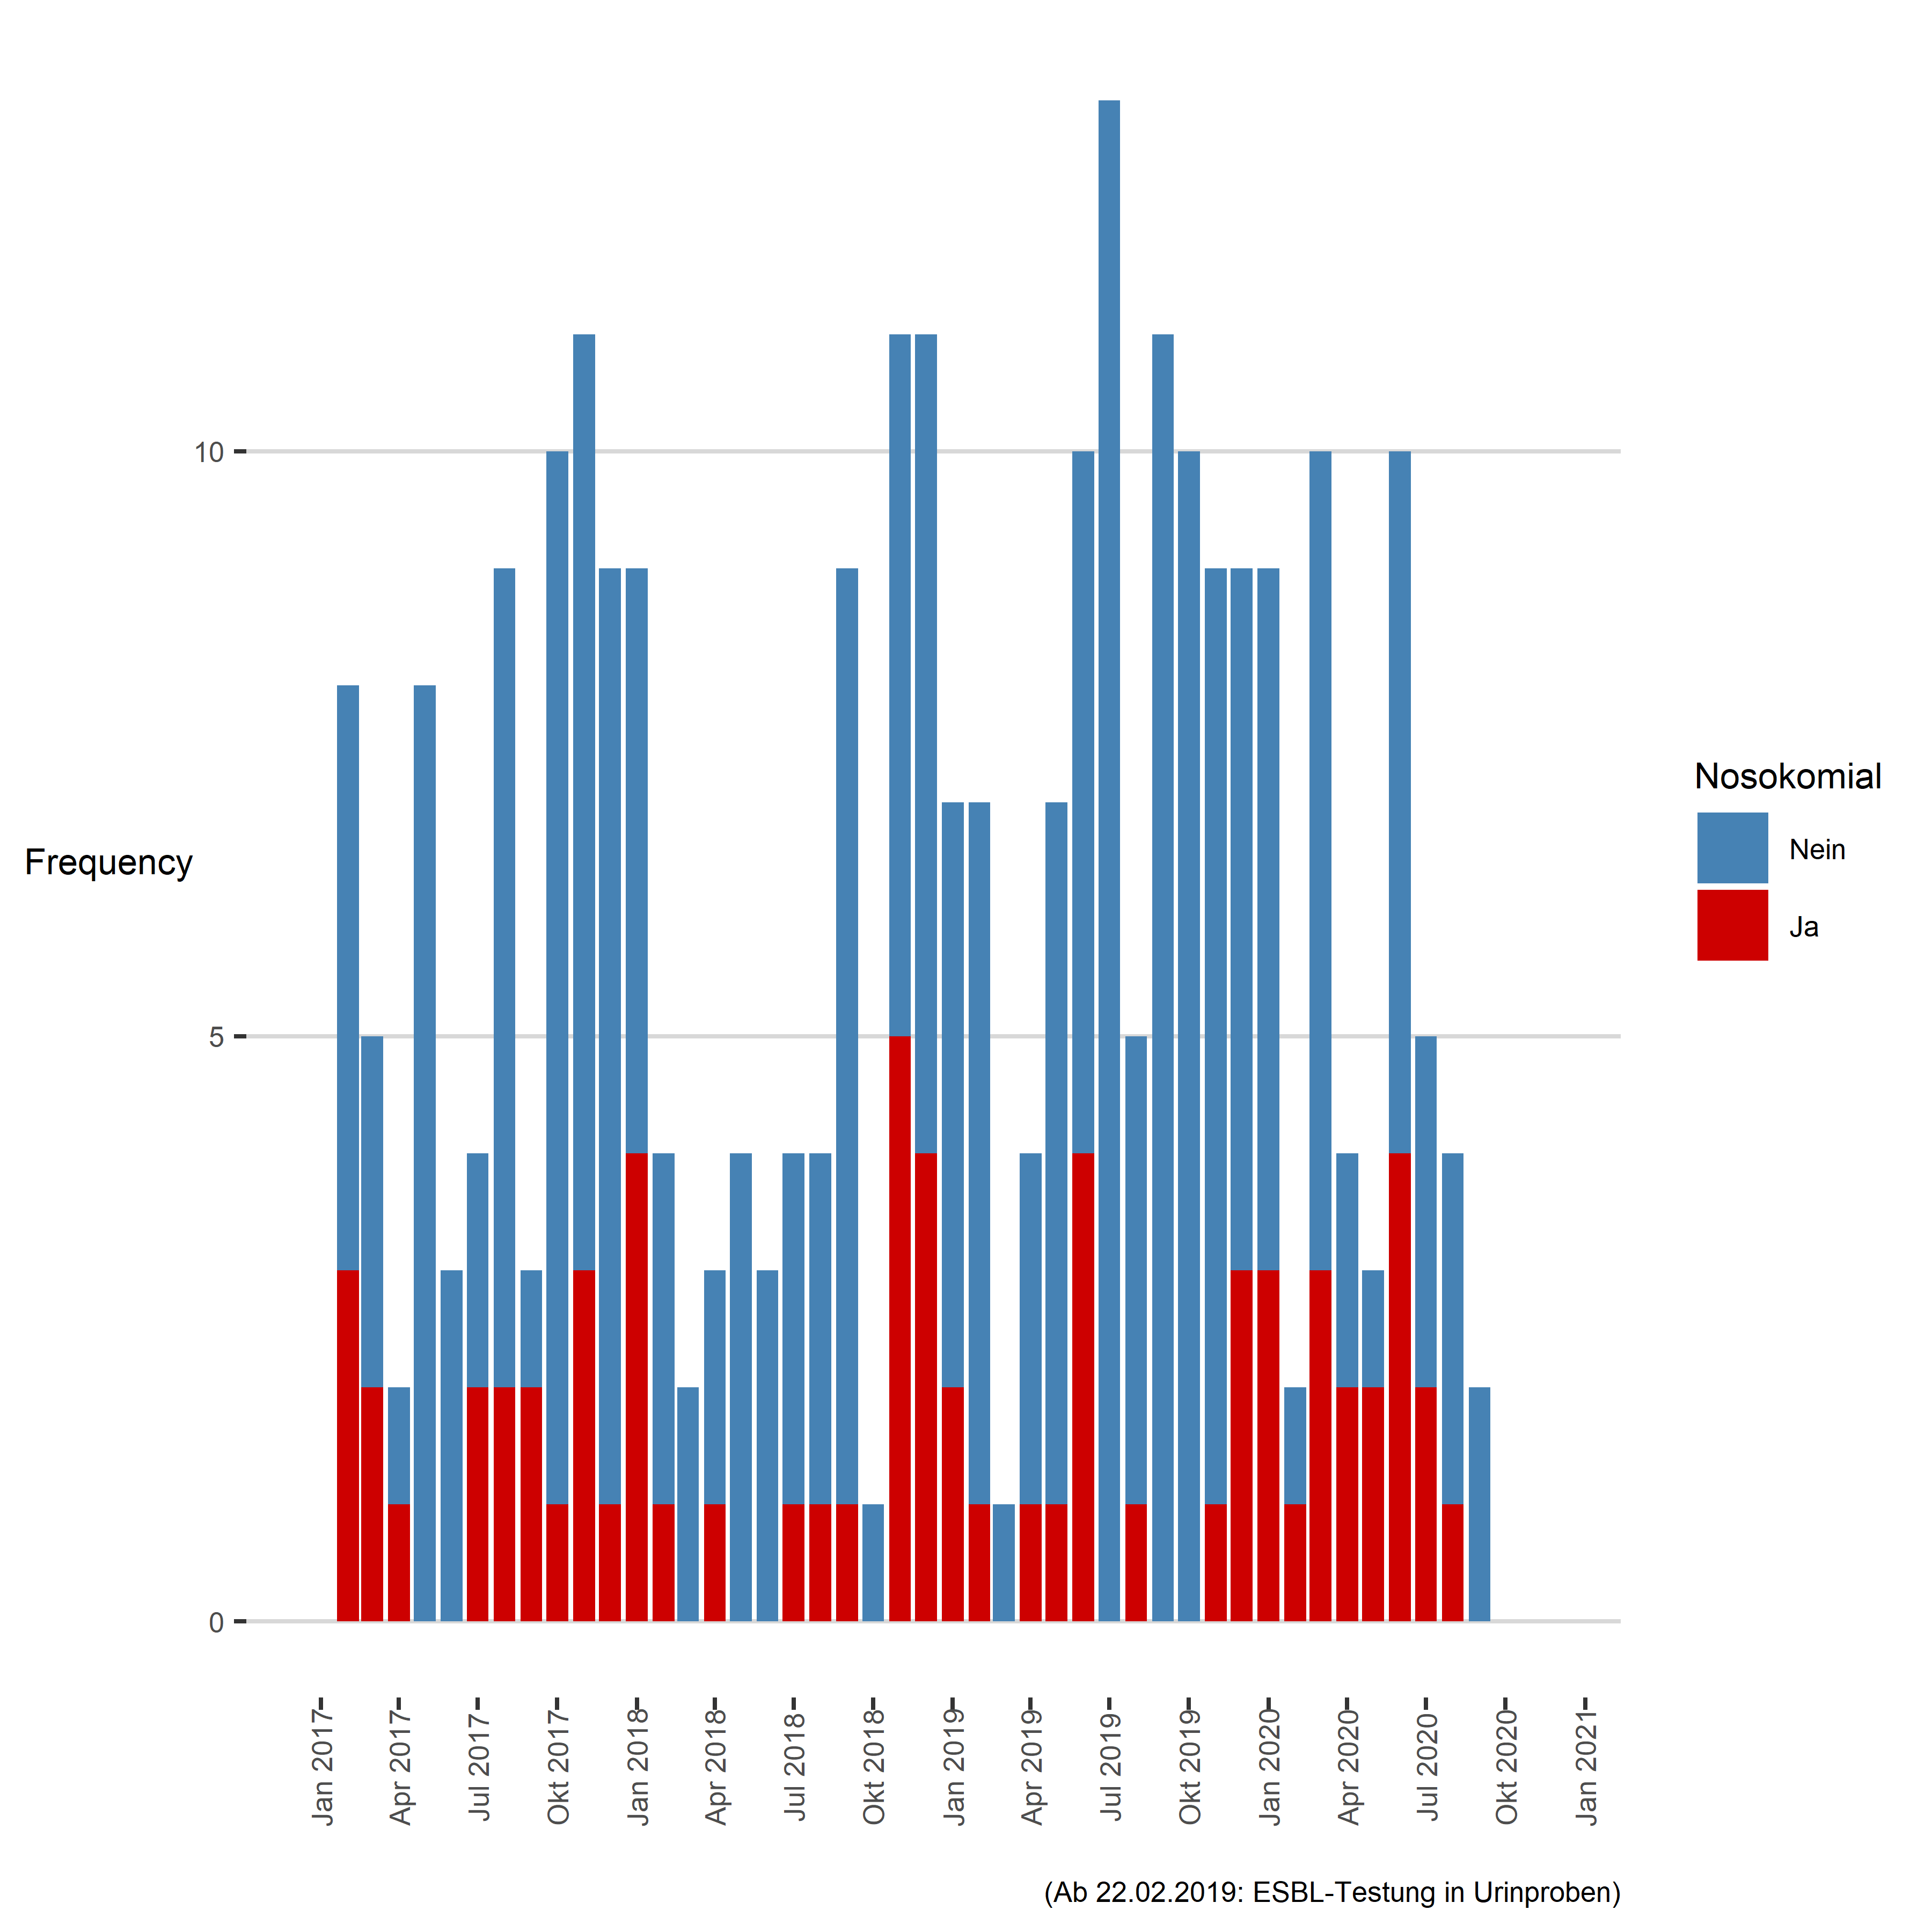 10
5
0
Frequency
Nosokomial
Nein
Ja
Jan 2017
Apr 2017
Jul 2017
Okt 2017
Jan 2018
Apr 2018
Jul 2018
Okt 2018
Jan 2019
Apr 2019
Jul 2019
Okt 2019
Jan 2020
Apr 2020
Jul 2020
Okt 2020
Jan 2021
(Ab 22.02.2019: ESBL-Testung in Urinproben)